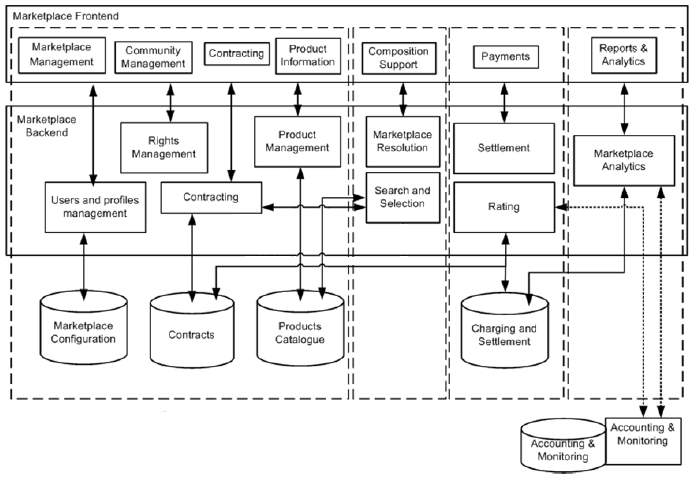 Marketplace Frontend
Marketplace
Management
Community
Management
Contracting
Product
Information
Composition
Support
Payments
Reports &
Analytics
Marketplace
Backend
Rights
Management
Product
Management
Marketplace
Resolution
Settlement
Marketplace
Analytics
Users and profiles
management
Contracting
Search and
Selection
Rating
Marketplace
Configuration
Contracts
Products
Catalogue
Charging and
Settlement
Accounting &
Monitoring
Accounting &
Monitoring